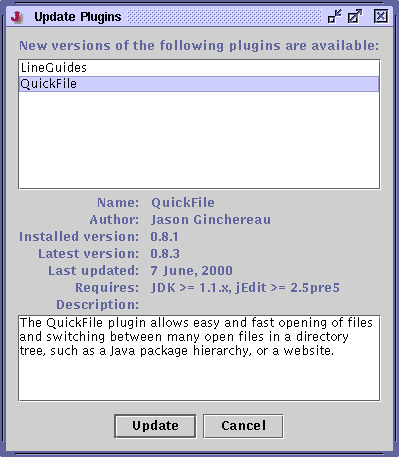 Update Plugins
New versions of the following plugins are available:
LineGuides
QuickFile
Name: QuickFile
Author: Jason Ginchereau
Installed version: 0.8.1
Latest version: 0.8.3
Last updated: 7 June, 2000
Requires: JDK >= 1.1.x, jEdit >= 2.5pre5
Description:
The QuickFile plugin allows easy and fast opening of files
and switching between many open files in a directory
tree, such as a Java package hierarchy, or a website.
Update Cancel